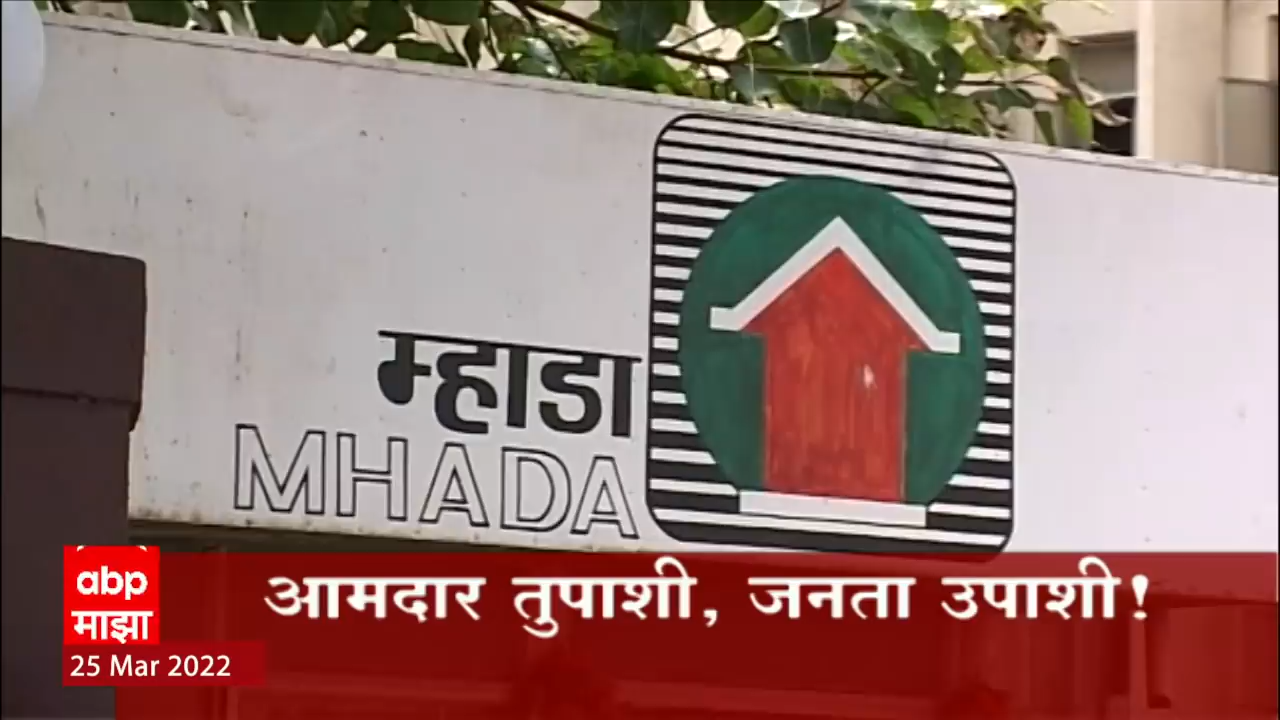 म्हाडा
MHADA
abp
माझा
आमदार तुपाशी, जनता उपाशी!
25 Mar 2022